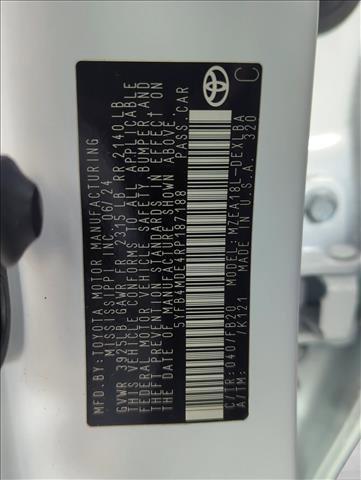 MFD.BY:TOYOTA MOTOR MANUFACTURING
MISSISSIPPI INC. 06/24
GVWR 3925LB GAWR FR 2315 LB RR 2140 LB
THIS VEHICLE CONFORMS TO ALL APPLICABLE
FEDERAL MOTOR VEHICLE SAFETY, BUMPER AND
THEFT PREVENTION STANDARDS IN EFFECT ON
THE DATE OF MANUFACTURE SHOWN ABOVE.
5YFB4MDE4RP187188 PASS. CAR
C
C/TR:040/FB20 MODEL:MZEA18L-DEXLBA
A/TM: /K121 MADE IN U.S.A. 320